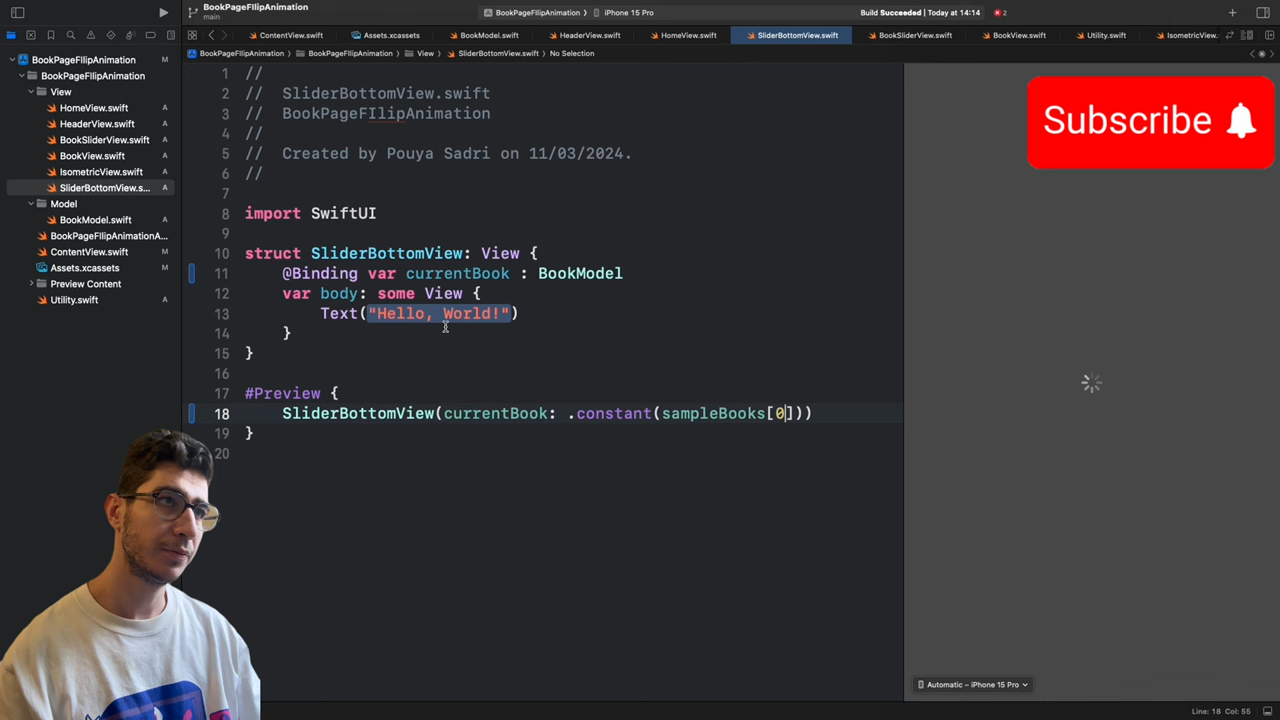 BookPageFIlipAnimation
main
BookPageFIlipAnimation 〉 iPhone 15 Pro
Build Succeeded | Today at 14:14
2
ContentView.swift
Assets.xcassets
BookModel.swift
HeaderView.swift
HomeView.swift
SliderBottomView.swift
BookSliderView.swift
BookView.swift
Utility.swift
IsometricView.
BookPageFIlipAnimation 〉 BookPageFIlipAnimation 〉 View 〉 SliderBottomView.swift 〉 No Selection
BookPageFIlipAnimation M
BookPageFIlipAnimation
View
HomeView.swift A
HeaderView.swift A
BookSliderView.swift A
BookView.swift A
IsometricView.swift A
SliderBottomView.s... A
Model
BookModel.swift A
BookPageFIlipAnimationA... M
ContentView.swift M
Assets.xcassets M
Preview Content
Utility.swift A
1 //
2 // SliderBottomView.swift
3 // BookPageFIlipAnimation
4 //
5 // Created by Pouya Sadri on 11/03/2024.
6 //
7
8 import SwiftUI
9
10 struct SliderBottomView: View {
11 @Binding var currentBook : BookModel
12 var body: some View {
13 Text("Hello, World!")
14 }
15 }
16
17 #Preview {
18 SliderBottomView(currentBook: .constant(sampleBooks[0]))
19 }
20
Subscribe
Automatic – iPhone 15 Pro
Line: 18 Col: 55